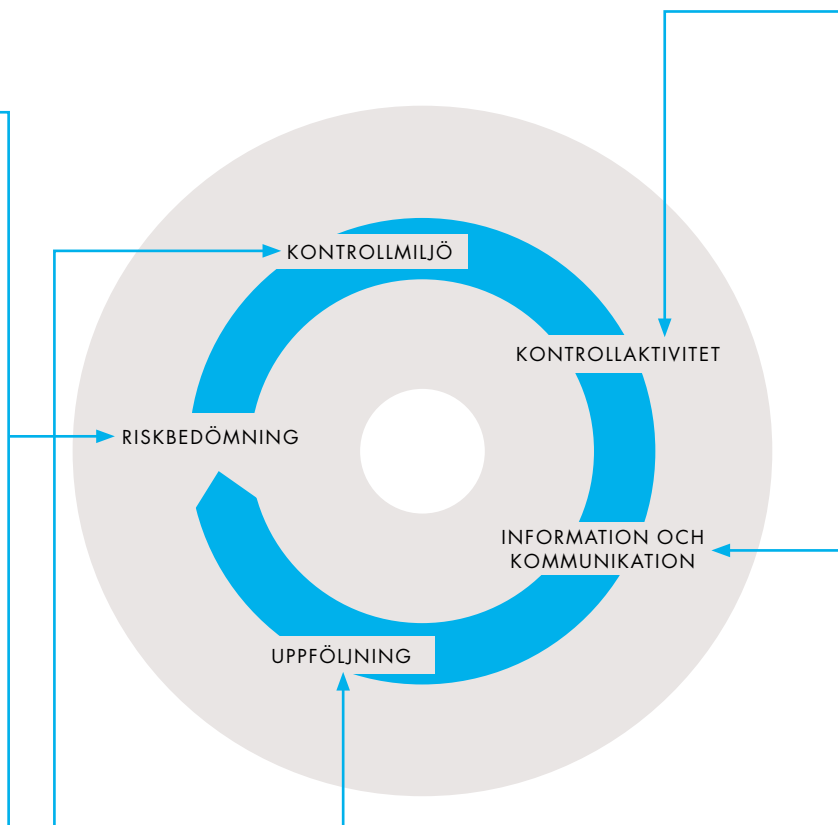 KONTROLLMILJÖ
KONTROLLAKTIVITET
RISKBEDÖMNING
INFORMATION OCH
KOMMUNIKATION
UPPFÖLJNING